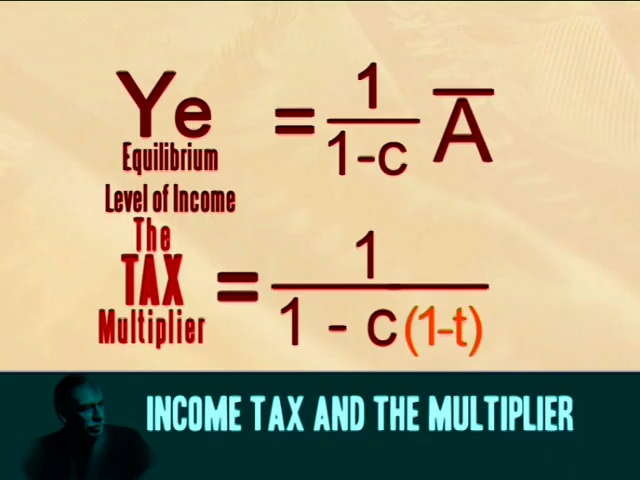 Ye = 1/1-c A̅
Equilibrium
Level of Income
The
TAX
Multiplier = 1/1 - c(1-t)
INCOME TAX AND THE MULTIPLIER